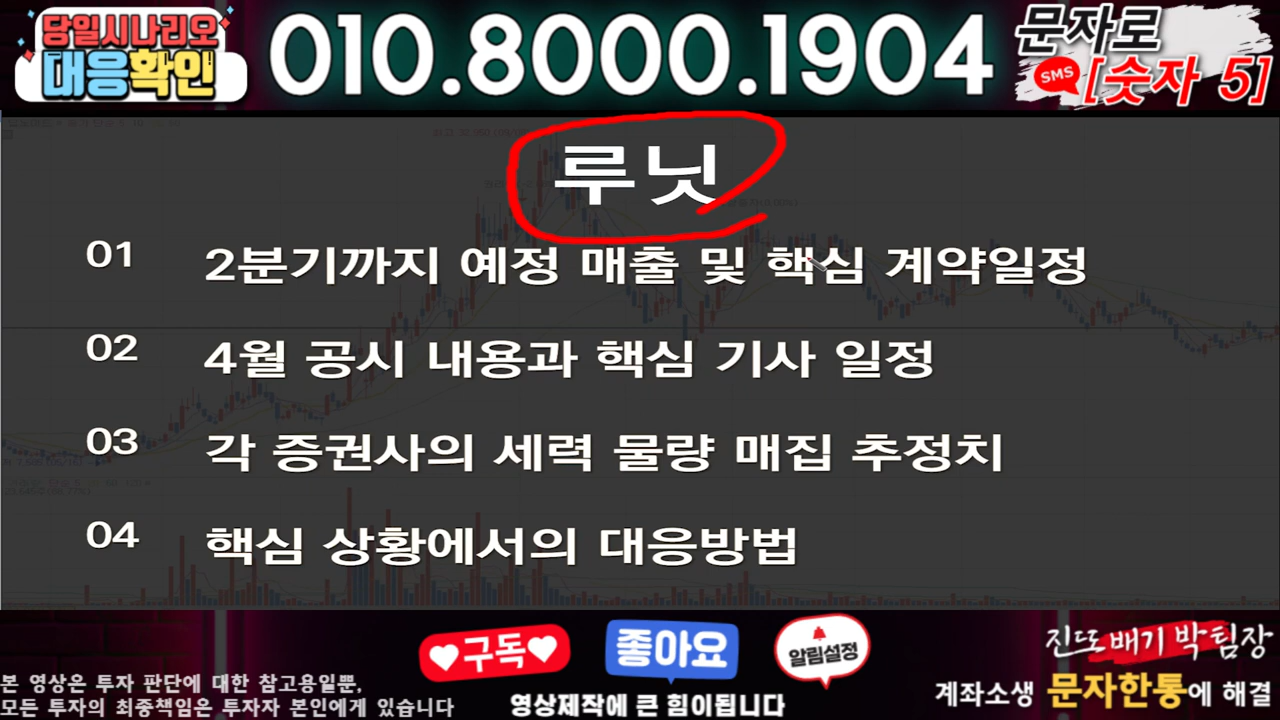 당일시나리오
대응확인
010.8000.1904
문자로
SMS [숫자 5]
루닛
01 2분기까지 예정 매출 및 핵심 계약일정
02 4월 공시 내용과 핵심 기사 일정
03 각 증권사의 세력 물량 매집 추정치
04 핵심 상황에서의 대응방법
구독
좋아요
알림설정
영상제작에 큰 힘이됩니다
본 영상은 투자 판단에 대한 참고용일뿐,
모든 투자의 최종책임은 투자자 본인에게 있습니다
진또배기 박팀장
계좌소생 문자한통에 해결